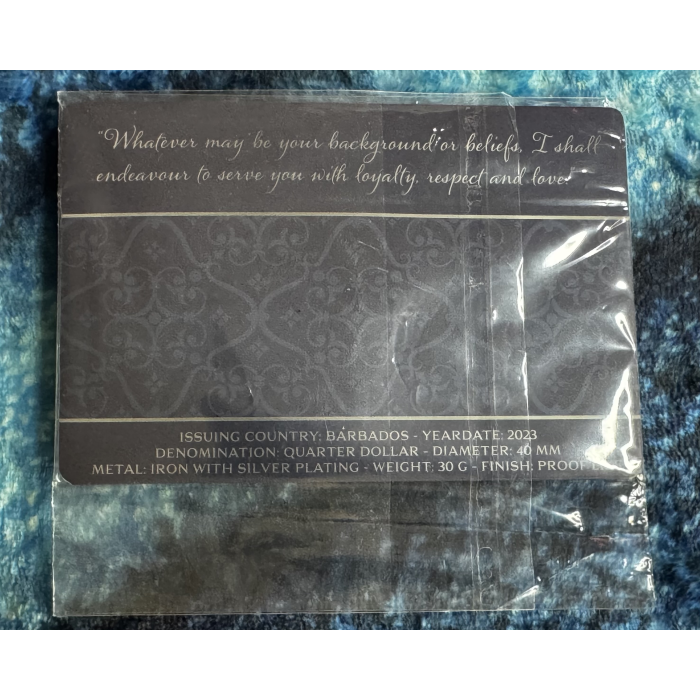 "Whatever may be your background or beliefs, I shall
endeavour to serve you with loyalty, respect and love."
ISSUING COUNTRY: BARBADOS - YEARDATE: 2023
DENOMINATION: QUARTER DOLLAR - DIAMETER: 40 MM
METAL: IRON WITH SILVER PLATING - WEIGHT: 30 G - FINISH: PROOF